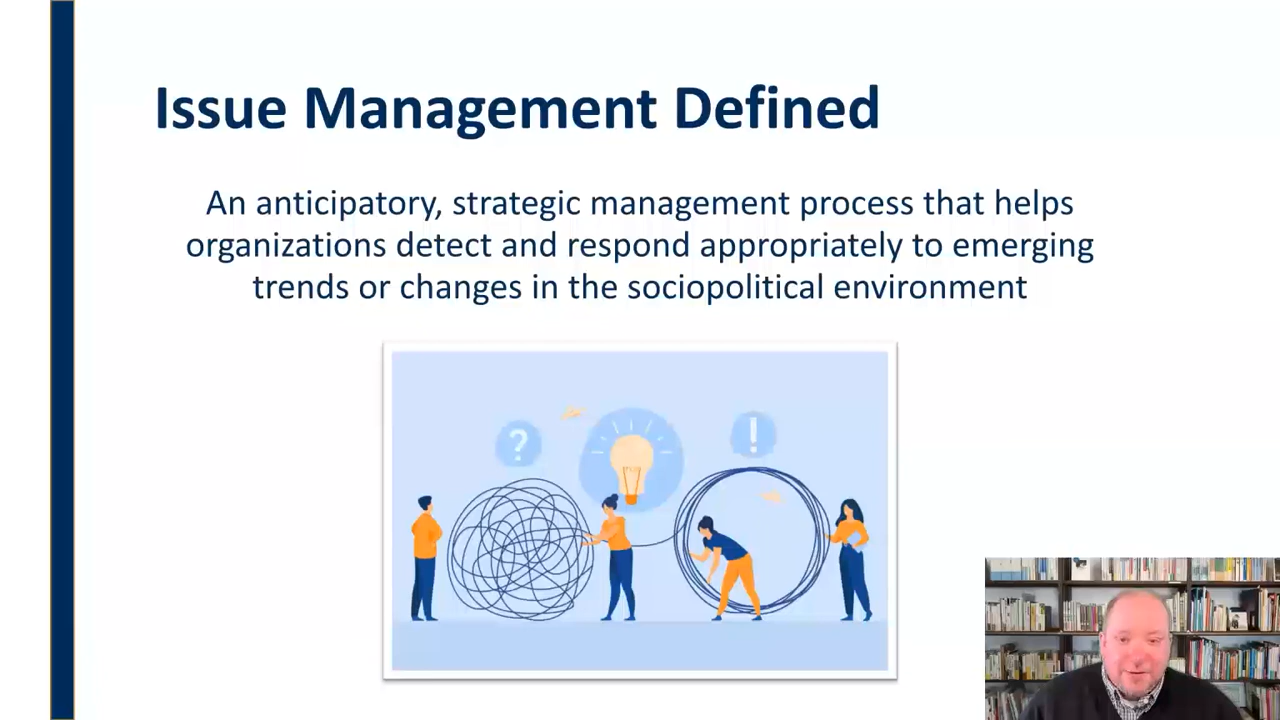 Issue Management Defined
An anticipatory, strategic management process that helps
organizations detect and respond appropriately to emerging
trends or changes in the sociopolitical environment
?
!